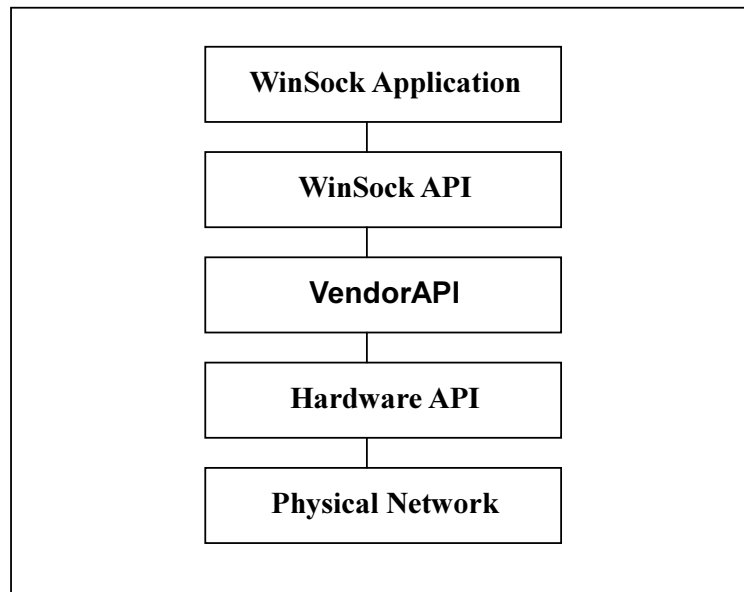 WinSock Application
WinSock API
VendorAPI
Hardware API
Physical Network